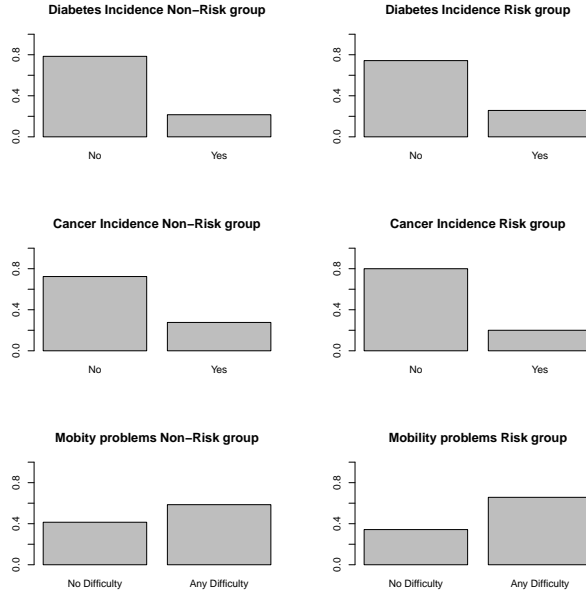 Diabetes Incidence Non−Risk group
0.0 0.4 0.8
No Yes
Diabetes Incidence Risk group
0.0 0.4 0.8
No Yes
Cancer Incidence Non−Risk group
0.0 0.4 0.8
No Yes
Cancer Incidence Risk group
0.0 0.4 0.8
No Yes
Mobity problems Non−Risk group
0.0 0.4 0.8
No Difficulty Any Difficulty
Mobility problems Risk group
0.0 0.4 0.8
No Difficulty Any Difficulty